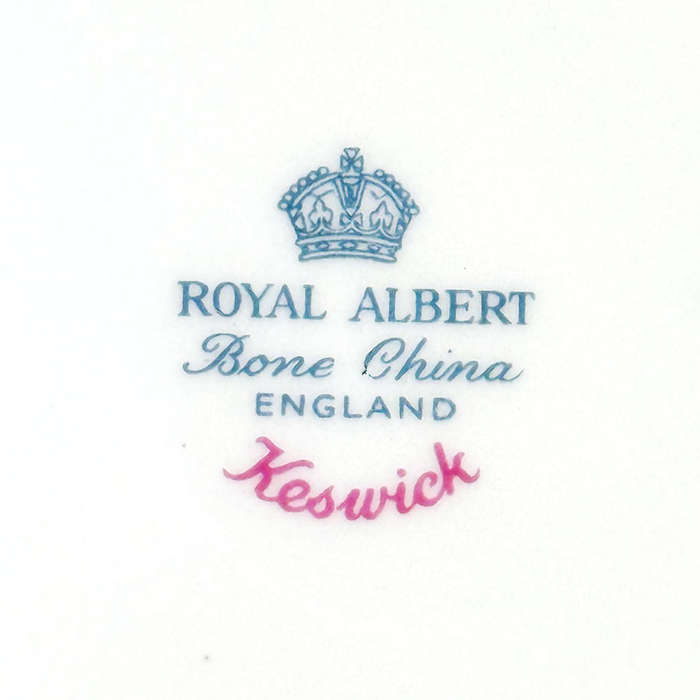 ROYAL ALBERT
Bone China
ENGLAND
Keswick